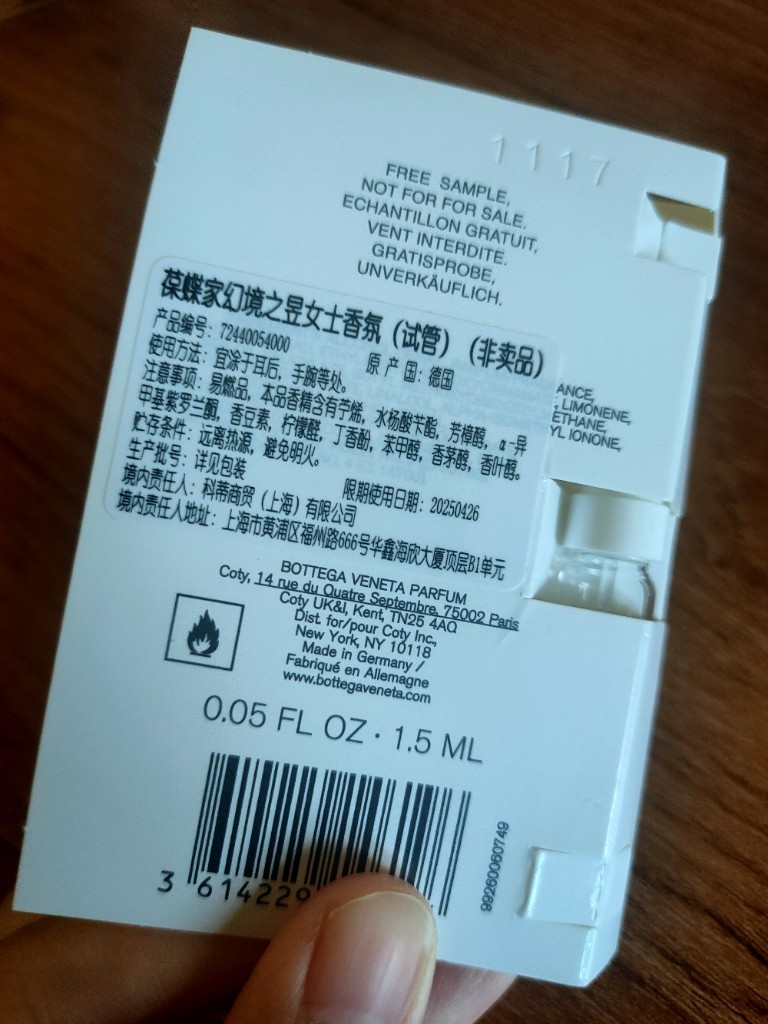 1117
FREE SAMPLE,
NOT FOR FOR SALE.
ECHANTILLON GRATUIT,
VENT INTERDITE.
GRATISPROBE,
UNVERKÄUFLICH.
葆蝶家幻境之昱女士香氛（试管）（非卖品）
产品编号：72440054000 原产国：德国
使用方法：宜涂于耳后，手腕等处。
注意事项：易燃品，本品香精含有苧烯，水杨酸苄酯，芳樟醇，α-异
甲基紫罗兰酮，香豆素，柠檬醛，丁香酚，苯甲醇，香茅醇，香叶醇。
贮存条件：远离热源，避免明火。
生产批号：详见包装 限期使用日期：20250426
境内责任人：科蒂商贸（上海）有限公司
境内责任人地址：上海市黄浦区福州路666号华鑫海欣大厦顶层B1单元
ANCE,
LIMONENE,
ETHANE,
YL IONONE,
BOTTEGA VENETA PARFUM
Coty, 14 rue du Quatre Septembre, 75002 Paris
Coty UK&I, Kent, TN25 4AQ
Dist. for/pour Coty Inc.,
New York, NY 10118
Made in Germany /
Fabriqué en Allemagne
www.bottegaveneta.com
0.05 FL OZ · 1.5 ML
3 614229
99260060749